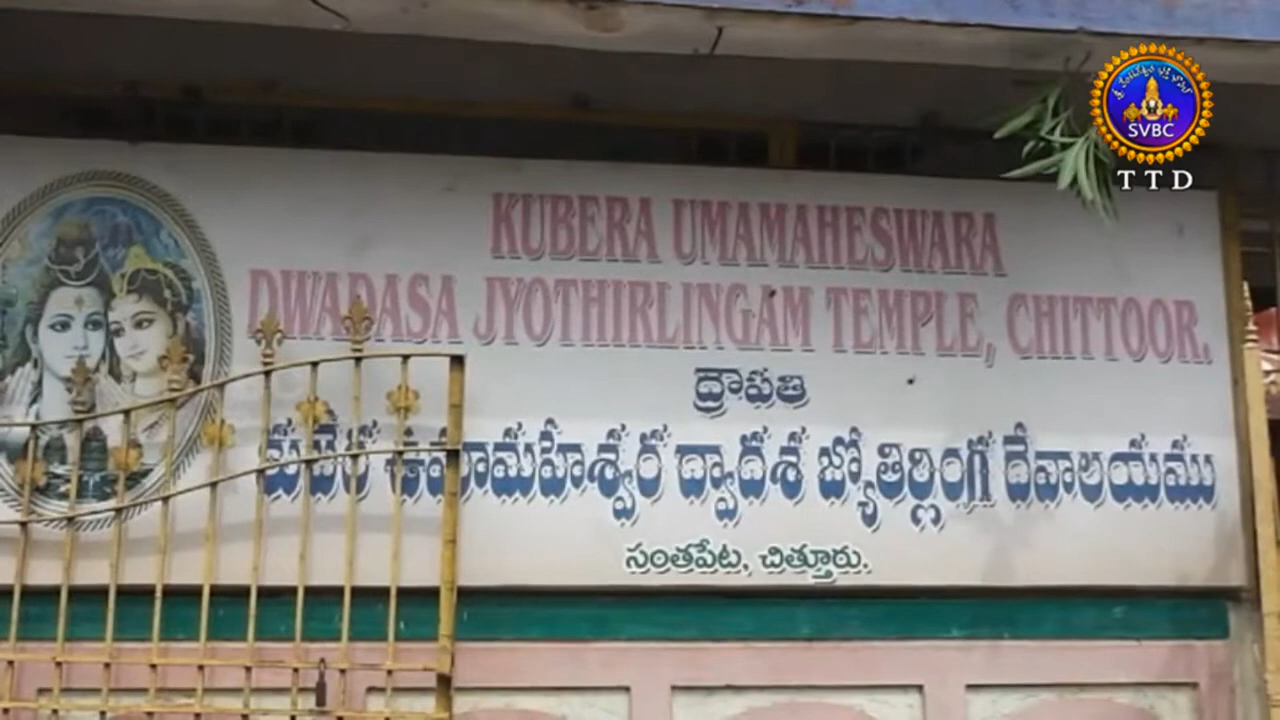 KUBERA UMAMAHESWARA
DWADASA JYOTHIRLINGAM TEMPLE, CHITTOOR.
ద్రౌపతి
కుబేర ఉమామహేశ్వర ద్వాదశ జ్యోతిర్లింగ దేవాలయము
సంతపేట, చిత్తూరు.
SVBC
TTD